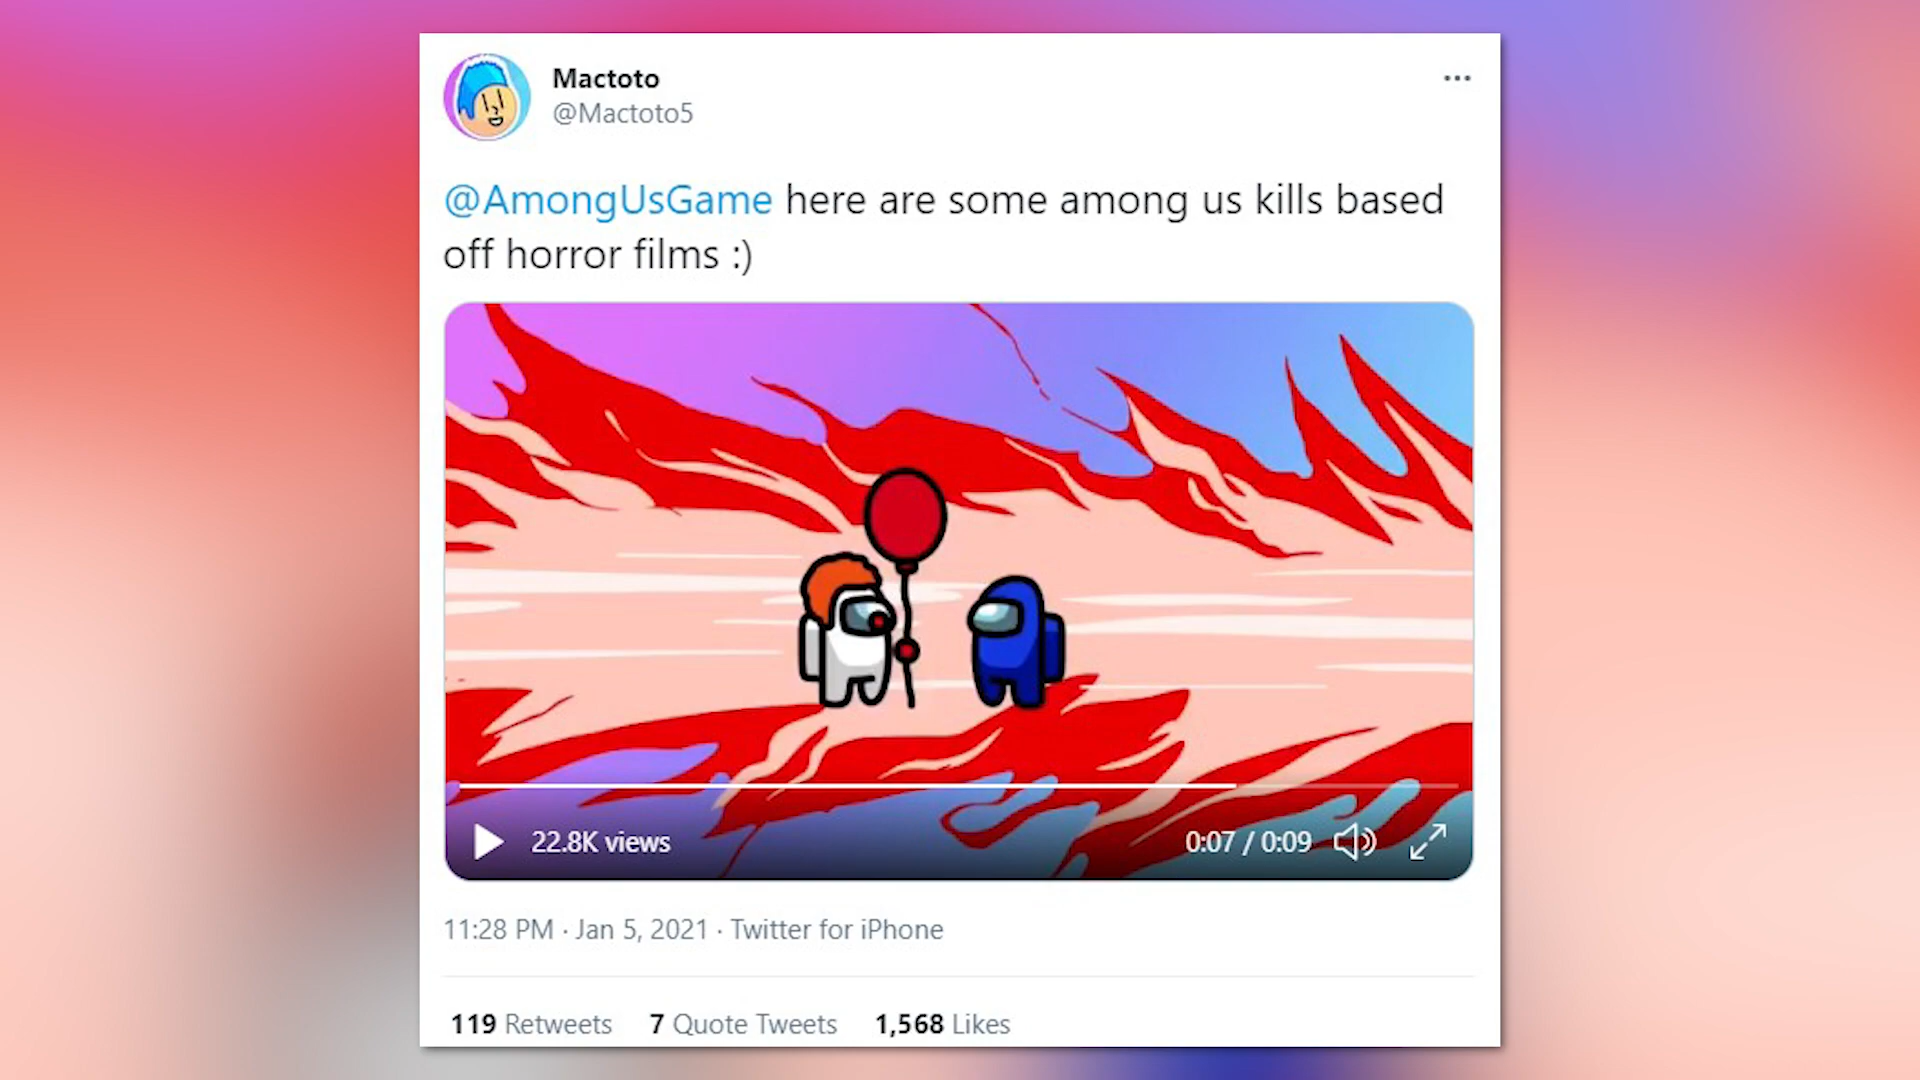 Mactoto
@Mactoto5
@AmongUsGame here are some among us kills based
off horror films :)
22.8K views
0:07 / 0:09
11:28 PM · Jan 5, 2021 · Twitter for iPhone
119 Retweets 7 Quote Tweets 1,568 Likes